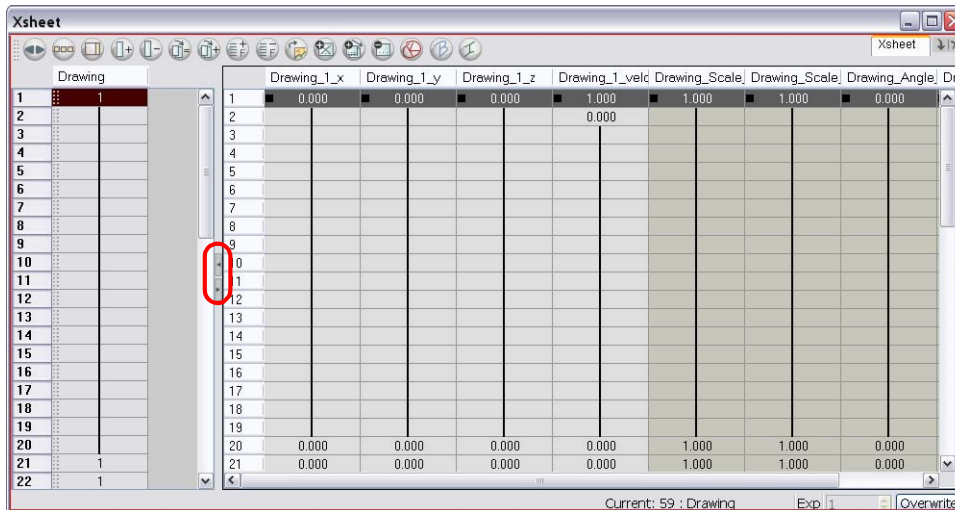 Xsheet
Xsheet
Drawing
Drawing_1_x Drawing_1_y Drawing_1_z Drawing_1_velo Drawing_Scale Drawing_Scale Drawing_Angle Dr
1 1 1 0.000 0.000 0.000 1.000 1.000 1.000 0.000
2 2 0.000
3 3
4 4
5 5
6 6
7 7
8 8
9 9
10 10
11 11
12 12
13 13
14 14
15 15
16 16
17 17
18 18
19 19
20 20 0.000 0.000 0.000 0.000 1.000 1.000 0.000
21 1 21 0.000 0.000 0.000 0.000 1.000 1.000 0.000
22 1
Current: 59 : Drawing Exp 1 Overwrite